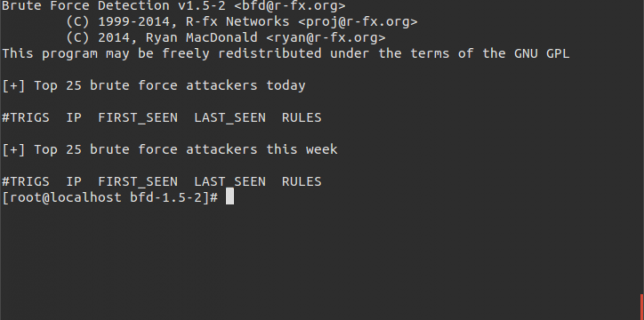 Brute Force Detection v1.5-2 <bfd@r-fx.org>
(C) 1999-2014, R-fx Networks <proj@r-fx.org>
(C) 2014, Ryan MacDonald <ryan@r-fx.org>
This program may be freely redistributed under the terms of the GNU GPL
[+] Top 25 brute force attackers today
#TRIGS IP FIRST_SEEN LAST_SEEN RULES
[+] Top 25 brute force attackers this week
#TRIGS IP FIRST_SEEN LAST_SEEN RULES
[root@localhost bfd-1.5-2]#